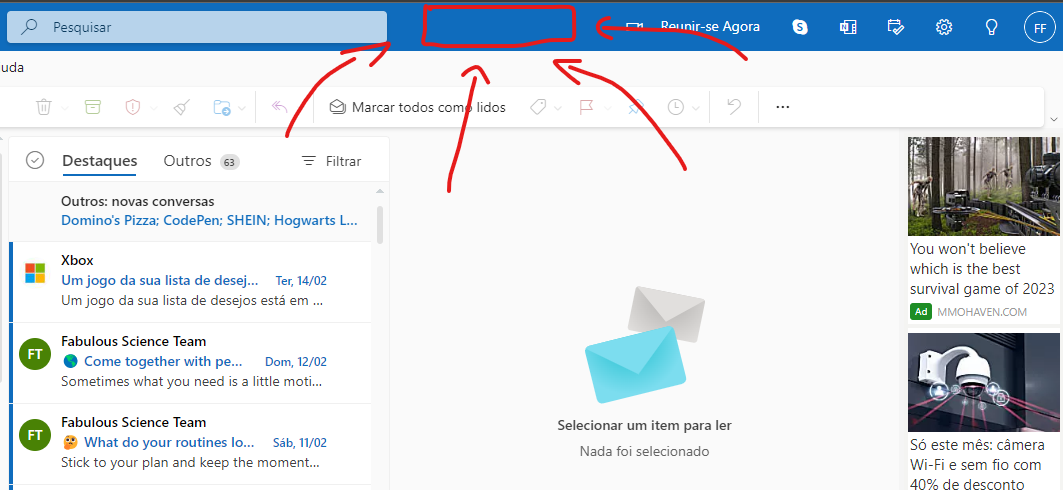 Pesquisar
Reunir-se Agora
FF
uda
Marcar todos como lidos
Destaques
Outros 63
Filtrar
Outros: novas conversas
Domino's Pizza; CodePen; SHEIN; Hogwarts L...
Xbox
Um jogo da sua lista de desej... Ter, 14/02
Um jogo da sua lista de desejos está em ...
FT
Fabulous Science Team
Come together with pe... Dom, 12/02
Sometimes what you need is a little moti...
FT
Fabulous Science Team
What do your routines lo... Sáb, 11/02
Stick to your plan and keep the moment...
Selecionar um item para ler
Nada foi selecionado
You won't believe
which is the best
survival game of 2023
Ad MMOHAVEN.COM
Só este mês: câmera
Wi-Fi e sem fio com
40% de desconto